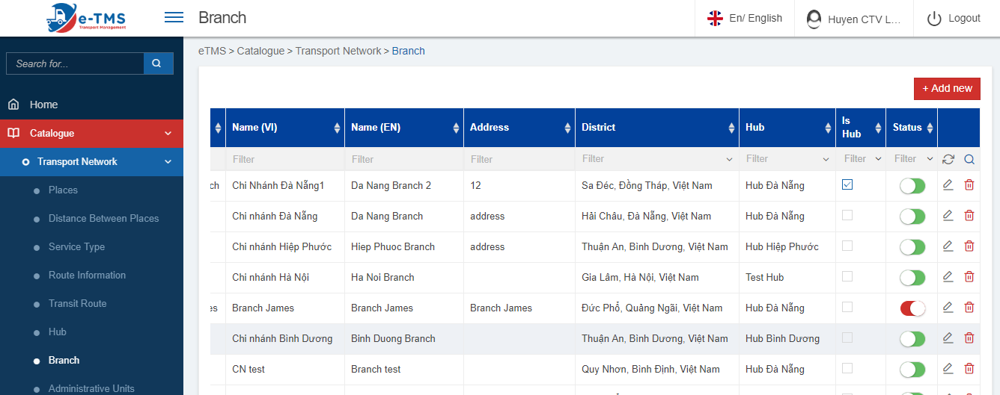 e-TMS
Transport Management
Branch
En/ English
Huyen CTV L...
Logout
Search for...
Home
Catalogue
Transport Network
Places
Distance Between Places
Service Type
Route Information
Transit Route
Hub
Branch
Administrative Units
eTMS > Catalogue > Transport Network > Branch
+ Add new
Name (VI) Name (EN) Address District Hub Is Hub Status
Filter Filter Filter Filter Filter Filter Filter
ch Chi Nhánh Đà Nẵng1 Da Nang Branch 2 12 Sa Đéc, Đồng Tháp, Việt Nam Hub Đà Nẵng
Chi nhánh Đà Nẵng Da Nang Branch address Hải Châu, Đà Nẵng, Việt Nam Hub Đà Nẵng
Chi nhánh Hiệp Phước Hiep Phuoc Branch address Thuận An, Bình Dương, Việt Nam Hub Hiệp Phước
Chi nhánh Hà Nội Ha Noi Branch Gia Lâm, Hà Nội, Việt Nam Test Hub
es Branch James Branch James Branch James Đức Phổ, Quảng Ngãi, Việt Nam Hub Đà Nẵng
Chi nhánh Bình Dương Binh Duong Branch Thuận An, Bình Dương, Việt Nam Hub Bình Dương
CN test Branch test Quy Nhơn, Bình Định, Việt Nam Hub Đà Nẵng